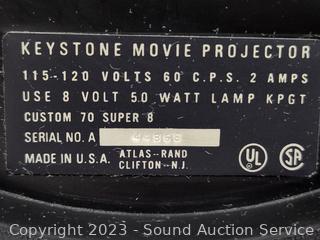 KEYSTONE MOVIE PROJECTOR
115-120 VOLTS 60 C.P.S. 2 AMPS
USE 8 VOLT 50 WATT LAMP KPGT
CUSTOM 70 SUPER 8
SERIAL NO. A
MADE IN U.S.A. ATLAS-RAND
CLIFTON-N.J.
UL SA
Copyright © 2023 - Sound Auction Service